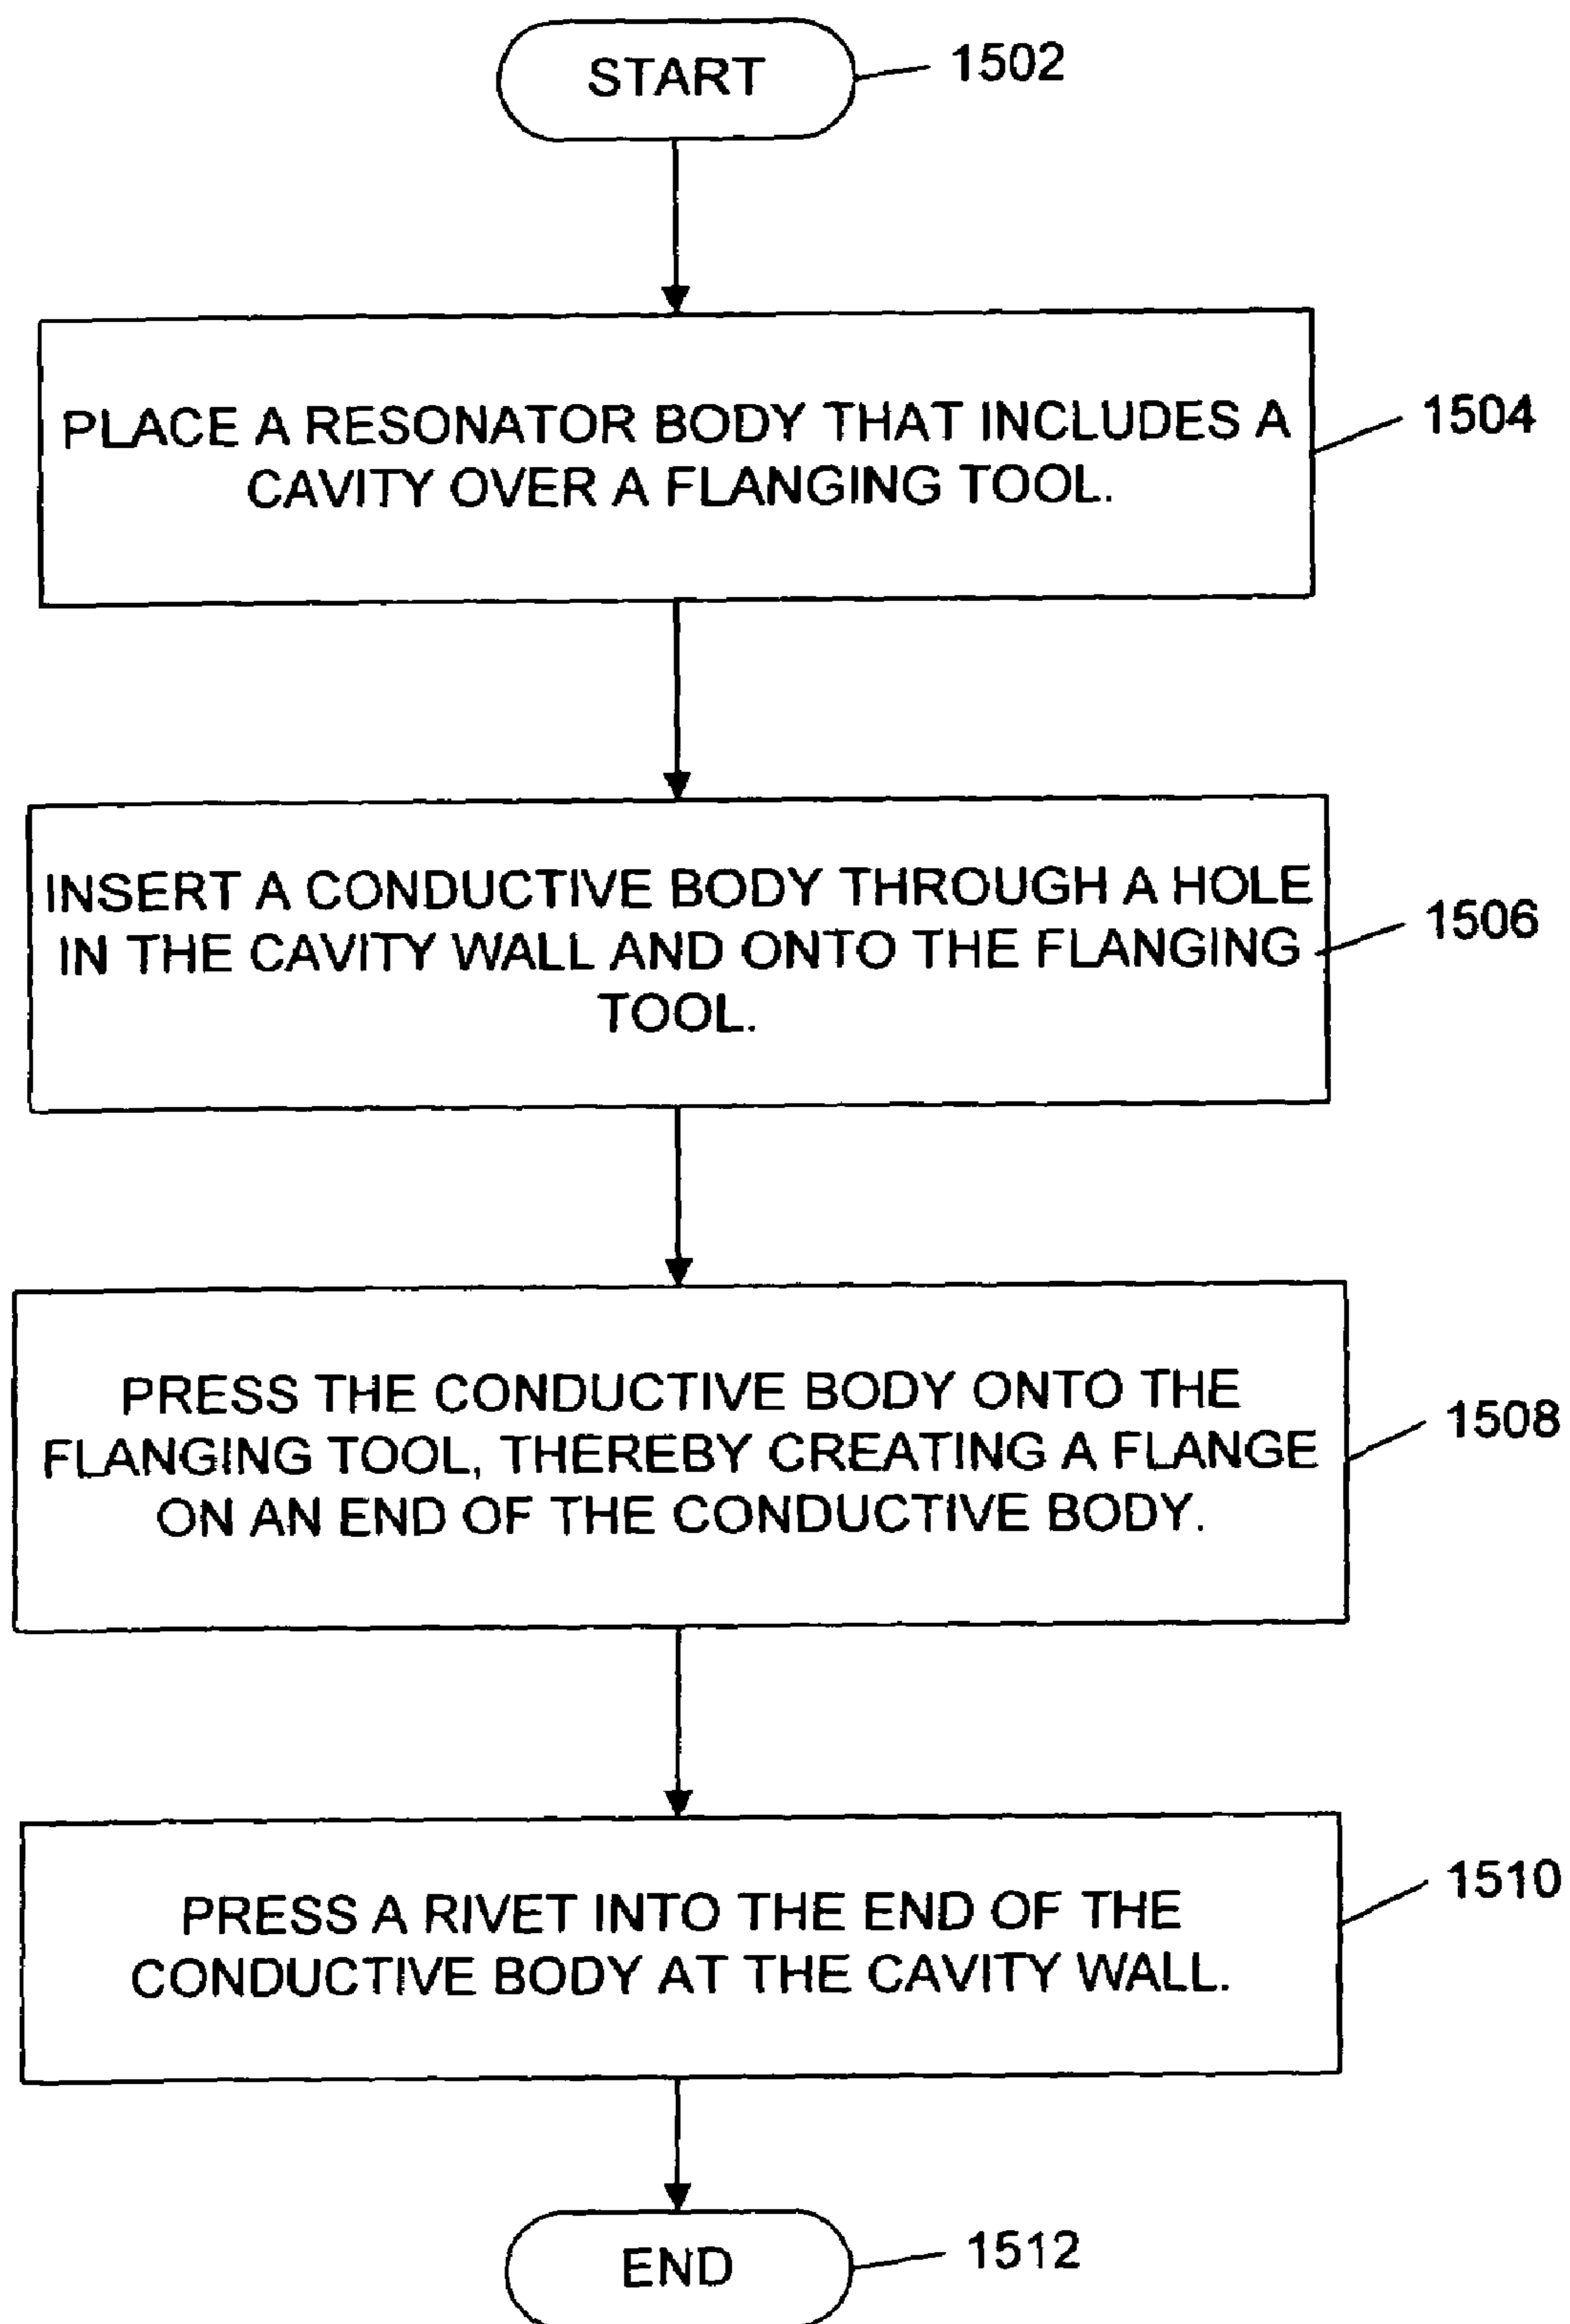 START
1502
PLACE A RESONATOR BODY THAT INCLUDES A
CAVITY OVER A FLANGING TOOL.
1504
INSERT A CONDUCTIVE BODY THROUGH A HOLE
IN THE CAVITY WALL AND ONTO THE FLANGING
TOOL.
1506
PRESS THE CONDUCTIVE BODY ONTO THE
FLANGING TOOL, THEREBY CREATING A FLANGE
ON AN END OF THE CONDUCTIVE BODY.
1508
PRESS A RIVET INTO THE END OF THE
CONDUCTIVE BODY AT THE CAVITY WALL.
1510
END
1512